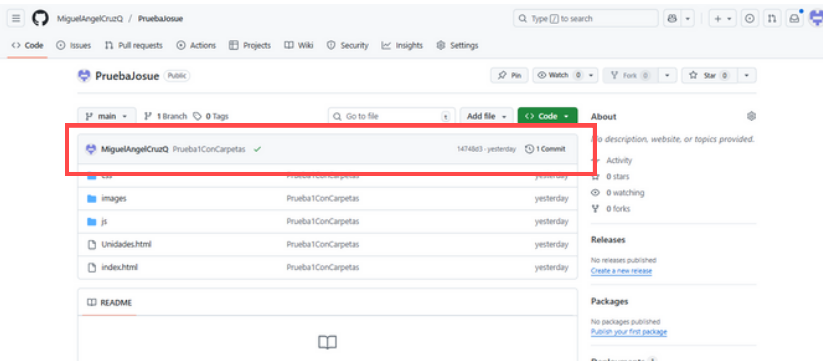 MiguelAngelCruzQ / PruebaJosue
Type / to search
Code Issues Pull requests Actions Projects Wiki Security Insights Settings
PruebaJosue Public
Pin Watch 0 Fork 0 Star 0
main 1 Branch 0 Tags Go to file t Add file Code
About
No description, website, or topics provided.
MiguelAngelCruzQ Prueba1ConCarpetas yesterday 1 Commit
Activity
css Prueba1ConCarpetas yesterday
0 stars
images Prueba1ConCarpetas yesterday
0 watching
0 forks
js Prueba1ConCarpetas yesterday
Unidades.html Prueba1ConCarpetas yesterday
Releases
index.html Prueba1ConCarpetas yesterday
No releases published
Create a new release
README
Packages
No packages published
Publish your first package
Deployments 1